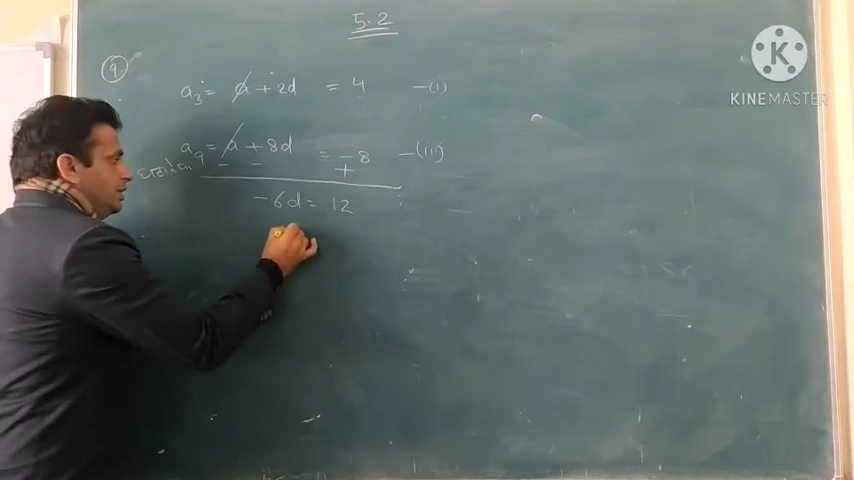 5.2
9.
a₃ = a + 2d = 4 —(i)
a₉ = a + 8d = -8 —(ii)
- - +
-6d = 12
KINEMASTER